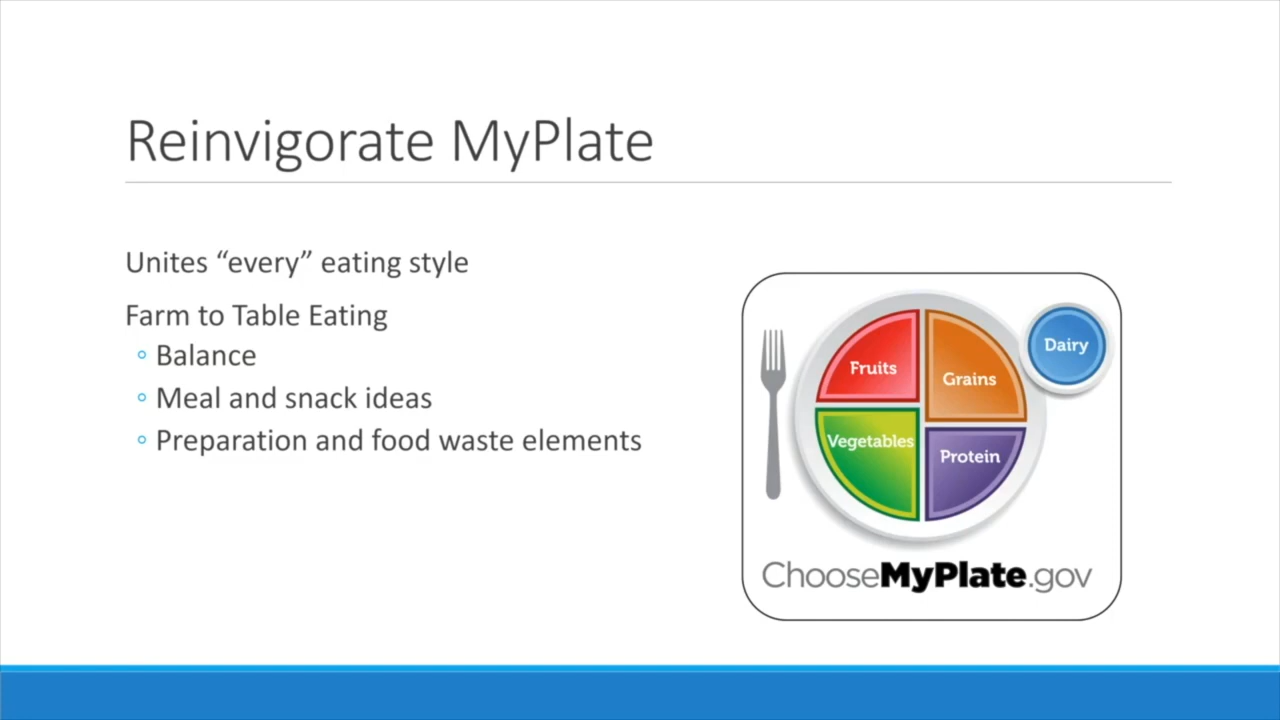 Reinvigorate MyPlate
Unites “every” eating style
Farm to Table Eating
Balance
Meal and snack ideas
Preparation and food waste elements
Fruits
Grains
Dairy
Vegetables
Protein
ChooseMyPlate.gov